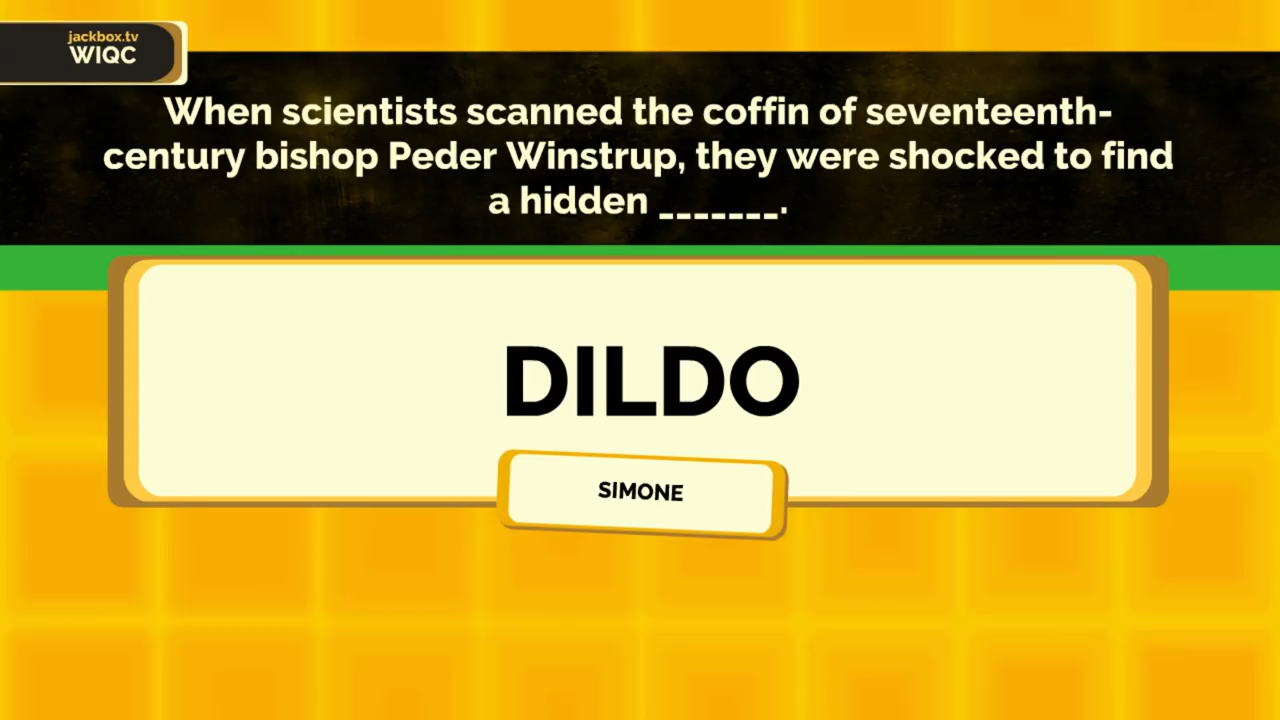 jackbox.tv
WIQC
When scientists scanned the coffin of seventeenth-
century bishop Peder Winstrup, they were shocked to find
a hidden _______.
DILDO
SIMONE